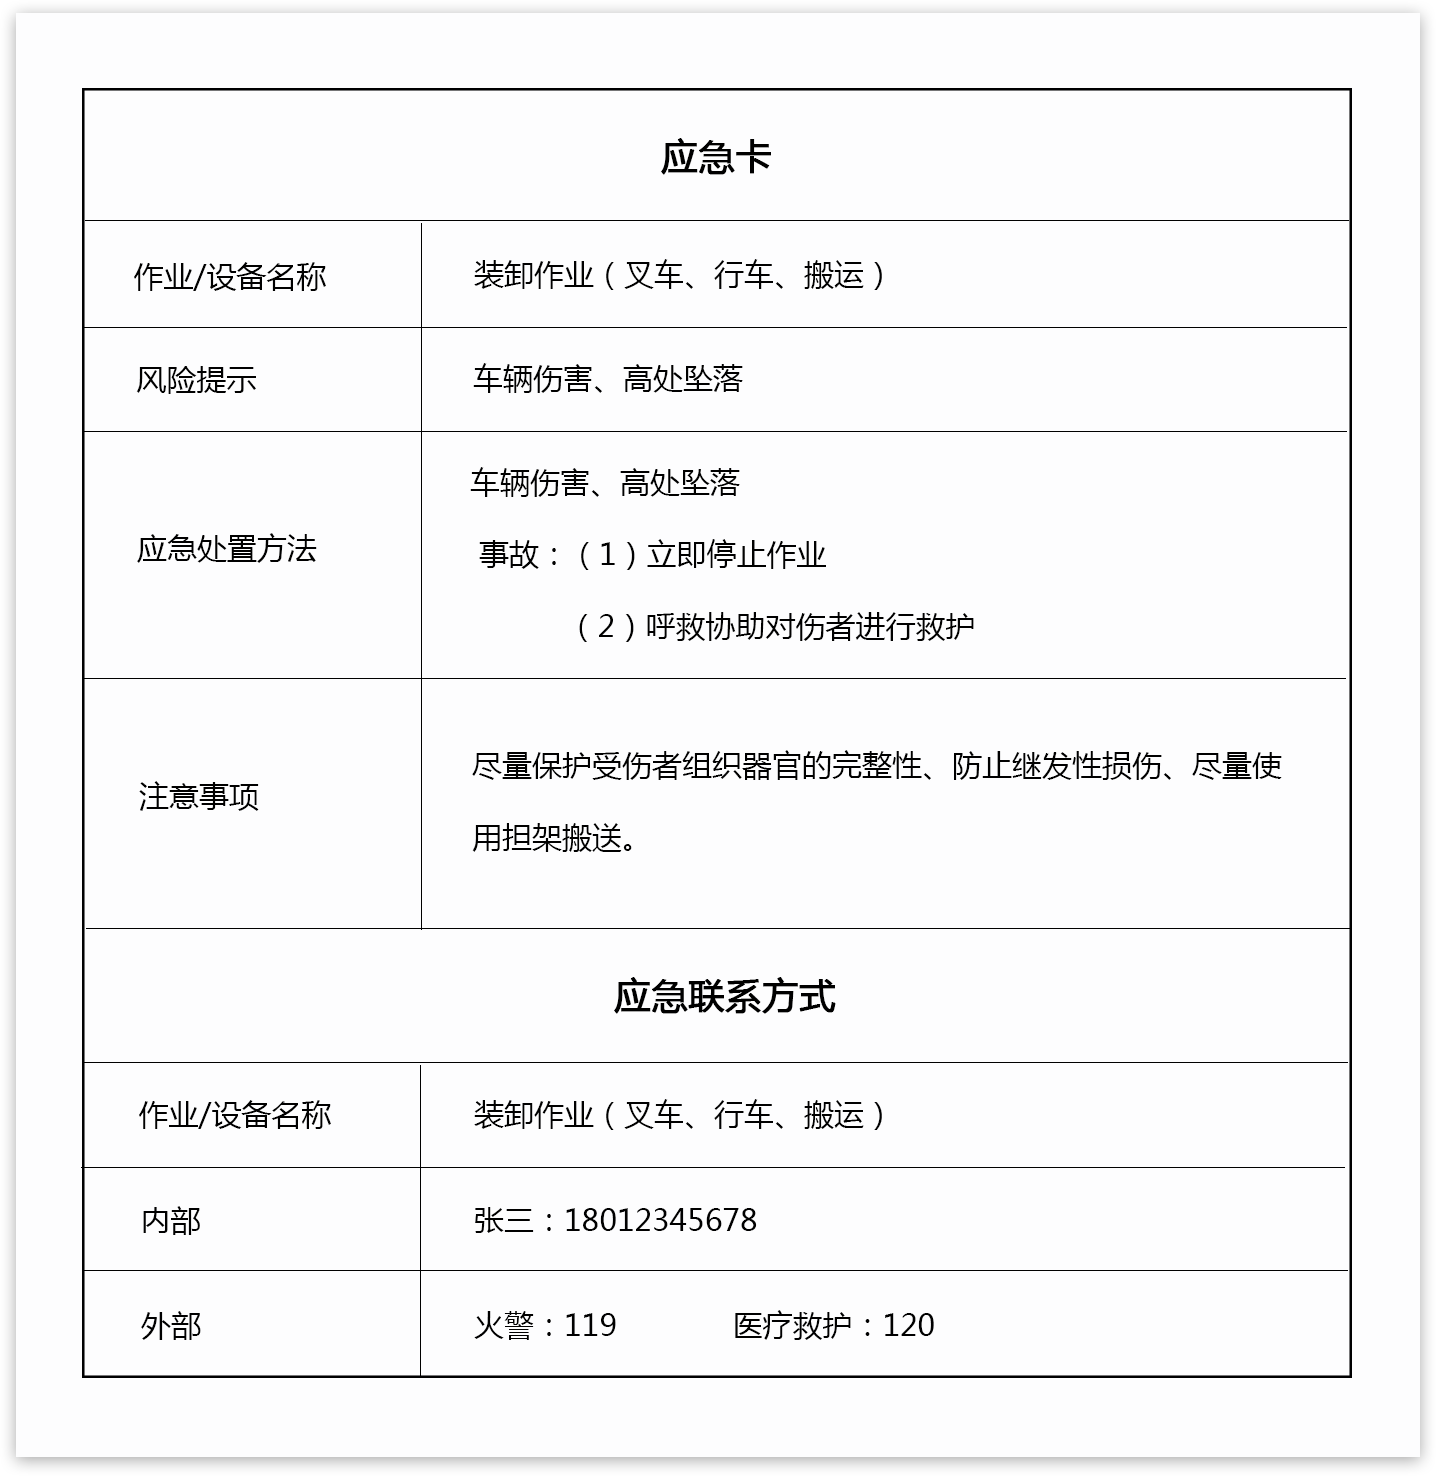 应急卡
作业/设备名称
装卸作业（叉车、行车、搬运）
风险提示
车辆伤害、高处坠落
应急处置方法
车辆伤害、高处坠落
事故：（1）立即停止作业
（2）呼救协助对伤者进行救护
注意事项
尽量保护受伤者组织器官的完整性、防止继发性损伤、尽量使
用担架搬送。
应急联系方式
作业/设备名称
装卸作业（叉车、行车、搬运）
内部
张三：18012345678
外部
火警：119 医疗救护：120